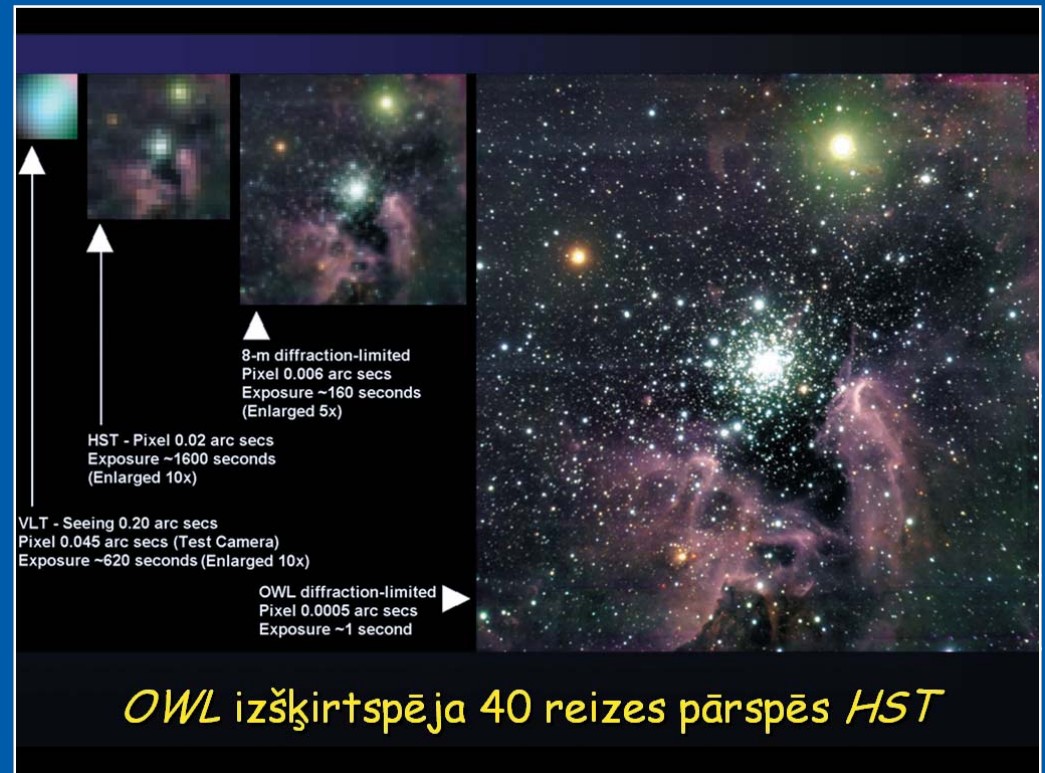 8-m diffraction-limited
Pixel 0.006 arc secs
Exposure ~160 seconds
(Enlarged 5x)
HST - Pixel 0.02 arc secs
Exposure ~1600 seconds
(Enlarged 10x)
VLT - Seeing 0.20 arc secs
Pixel 0.045 arc secs (Test Camera)
Exposure ~620 seconds (Enlarged 10x)
OWL diffraction-limited
Pixel 0.0005 arc secs
Exposure ~1 second
OWL izšķirtspēja 40 reizes pārspēs HST